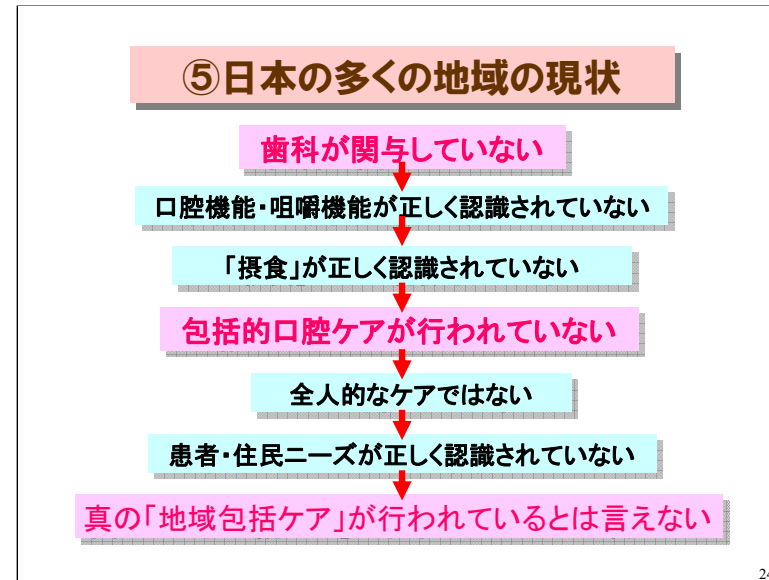 ⑤日本の多くの地域の現状
歯科が関与していない
口腔機能・咀嚼機能が正しく認識されていない
「摂食」が正しく認識されていない
包括的口腔ケアが行われていない
全人的なケアではない
患者・住民ニーズが正しく認識されていない
真の「地域包括ケア」が行われているとは言えない
24